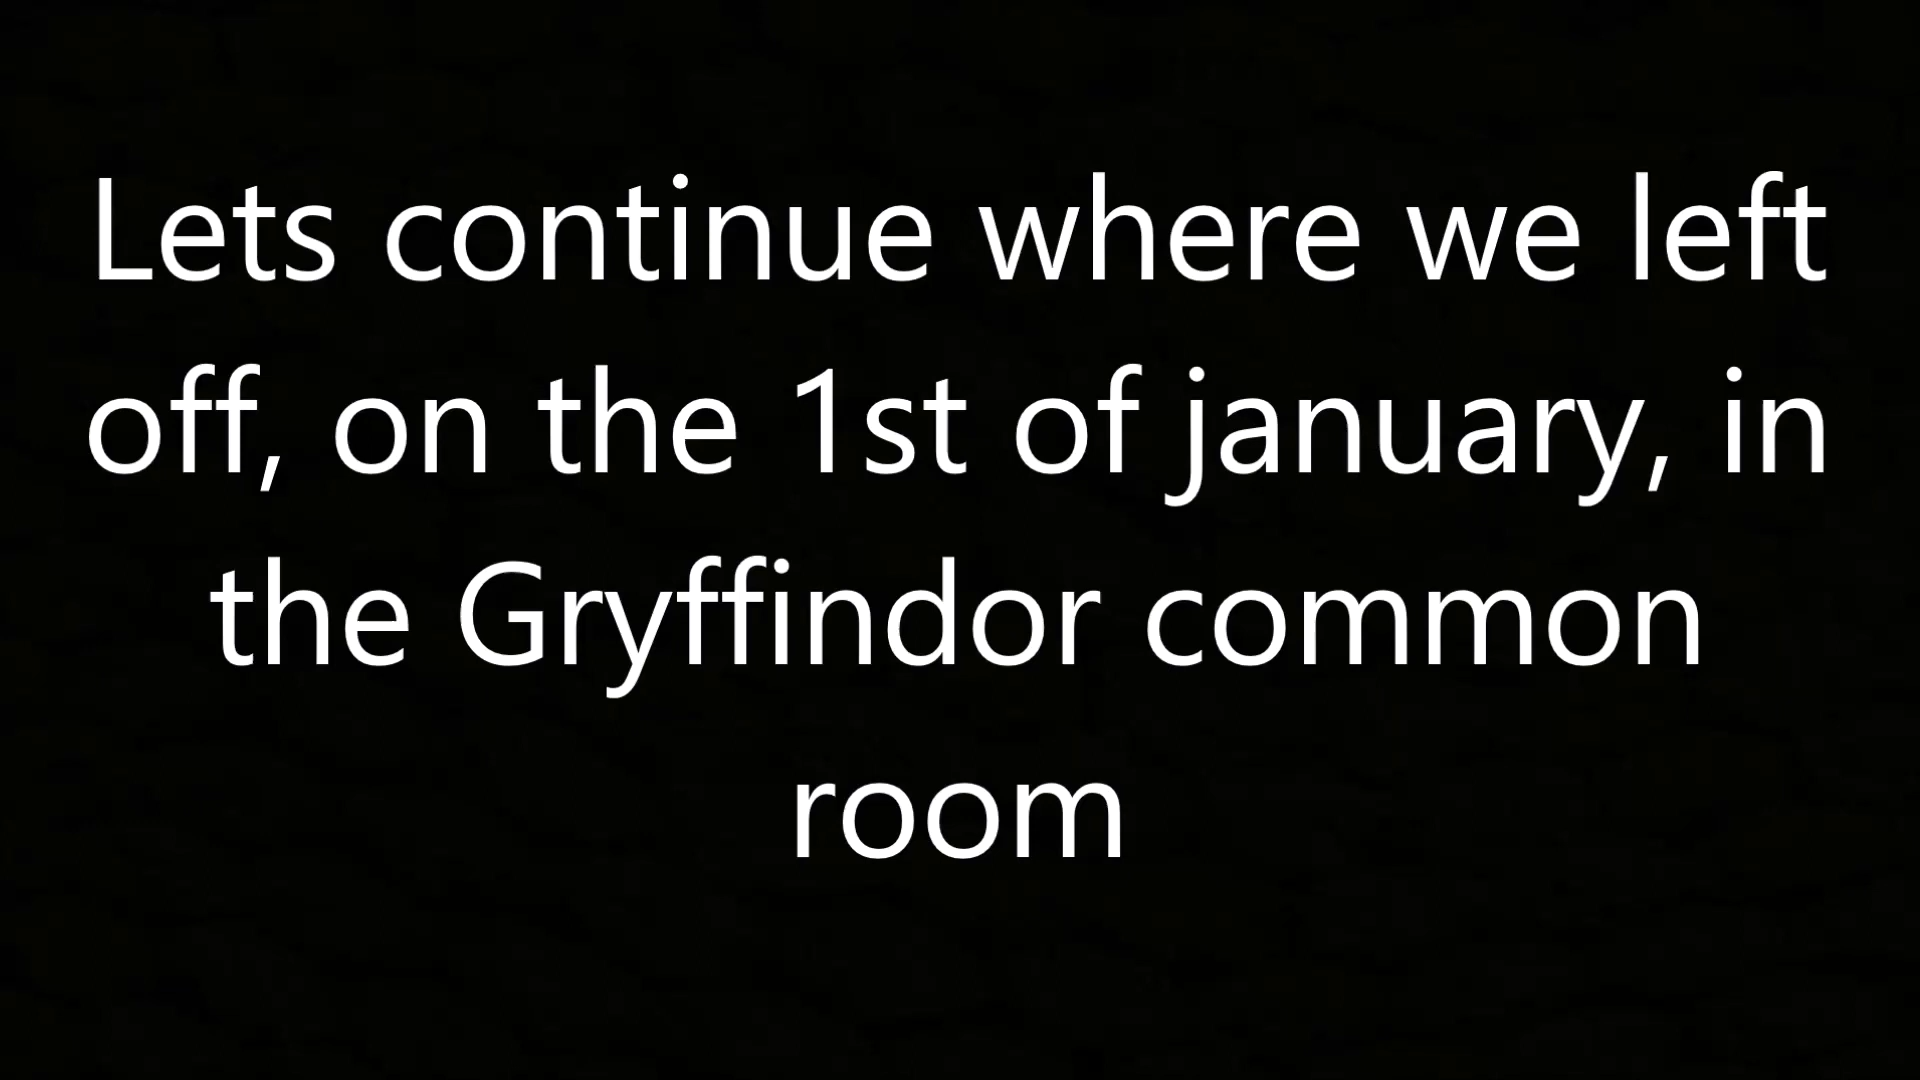 Lets continue where we left
off, on the 1st of january, in
the Gryffindor common
room